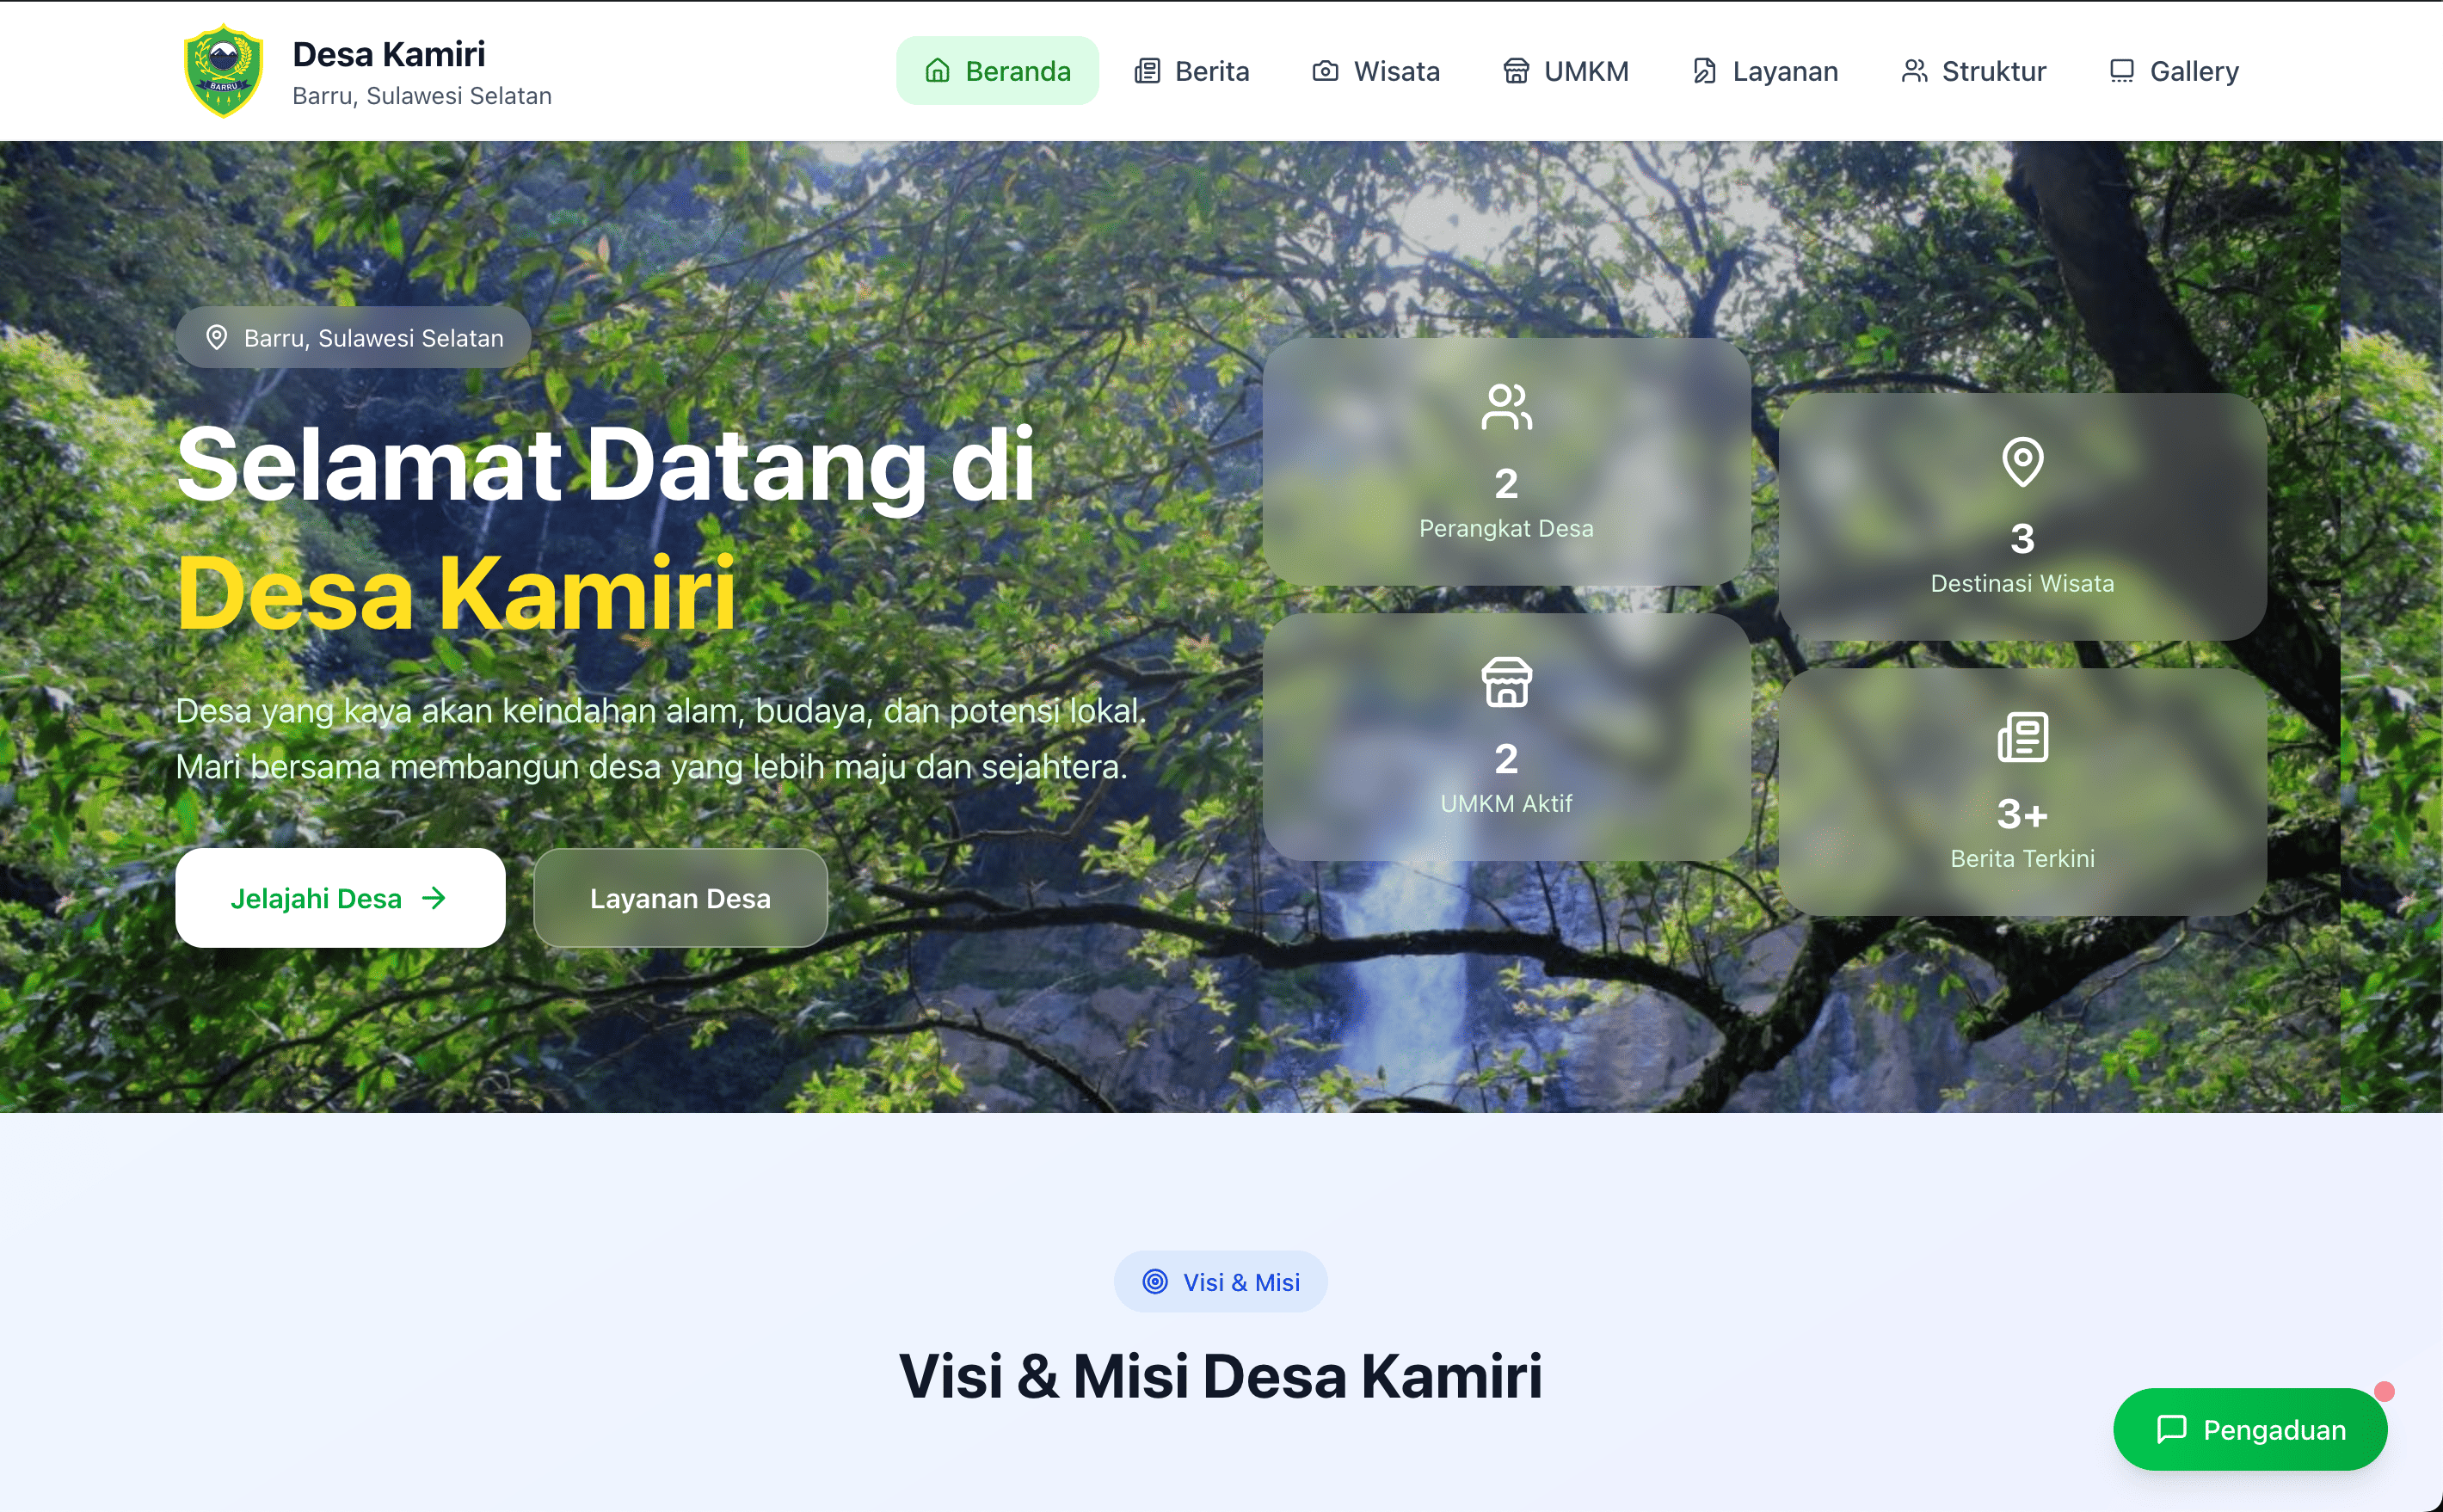 BARRU
Desa Kamiri
Barru, Sulawesi Selatan
Beranda
Berita
Wisata
UMKM
Layanan
Struktur
Gallery
Barru, Sulawesi Selatan
Selamat Datang di
Desa Kamiri
Desa yang kaya akan keindahan alam, budaya, dan potensi lokal.
Mari bersama membangun desa yang lebih maju dan sejahtera.
Jelajahi Desa
Layanan Desa
2
Perangkat Desa
3
Destinasi Wisata
2
UMKM Aktif
3+
Berita Terkini
Visi & Misi
Visi & Misi Desa Kamiri
Pengaduan